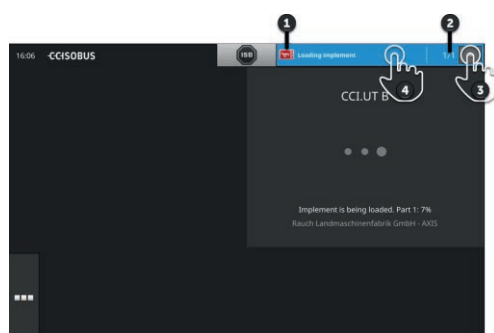 1
2
16:06
CCISOBUS
ISB
Loading implement
1/1
4
3
CCI.UT B
Implement is being loaded. Part 1: 7%
Rauch Landmaschinenfabrik GmbH - AXIS